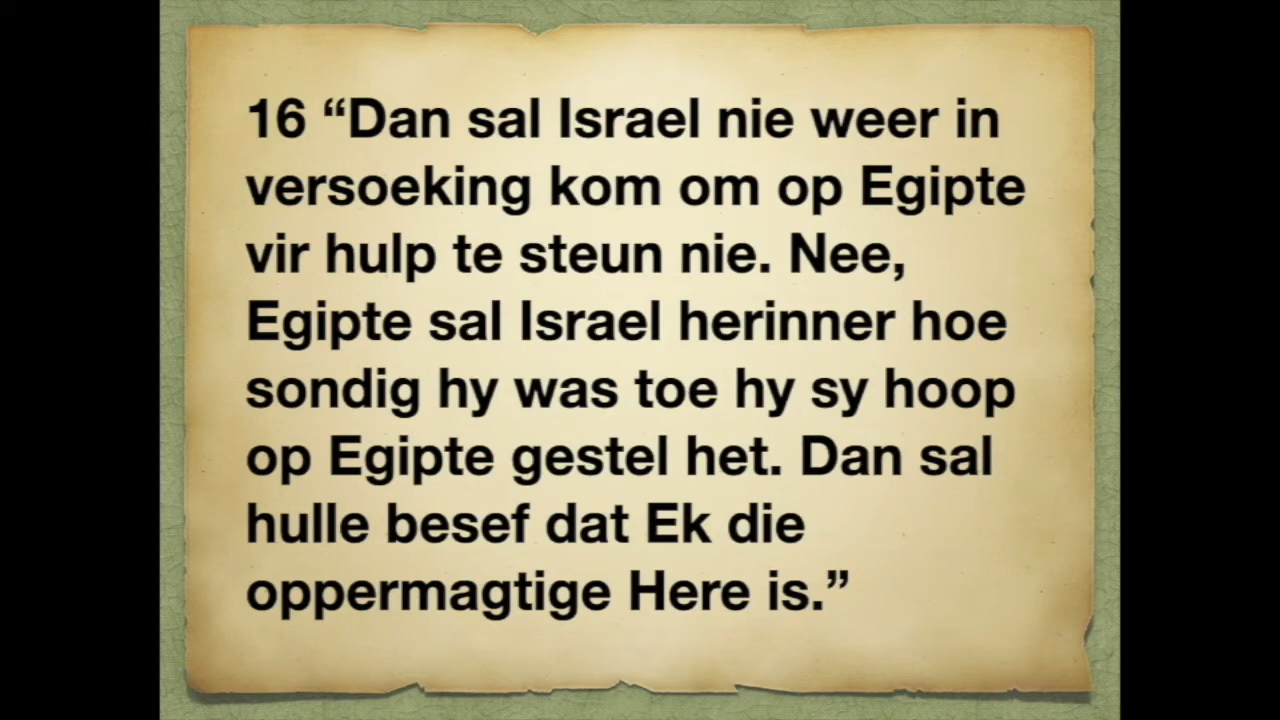 16 “Dan sal Israel nie weer in
versoeking kom om op Egipte
vir hulp te steun nie. Nee,
Egipte sal Israel herinner hoe
sondig hy was toe hy sy hoop
op Egipte gestel het. Dan sal
hulle besef dat Ek die
oppermagtige Here is.”